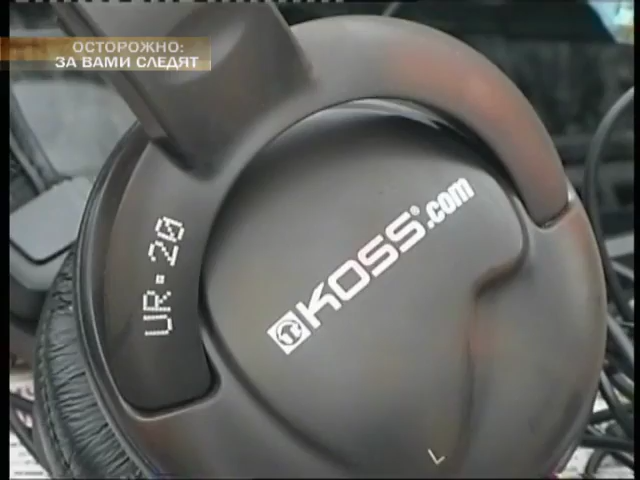 ОСТОРОЖНО:
ЗА ВАМИ СЛЕДЯТ
UR·20
KOSS®.com
L